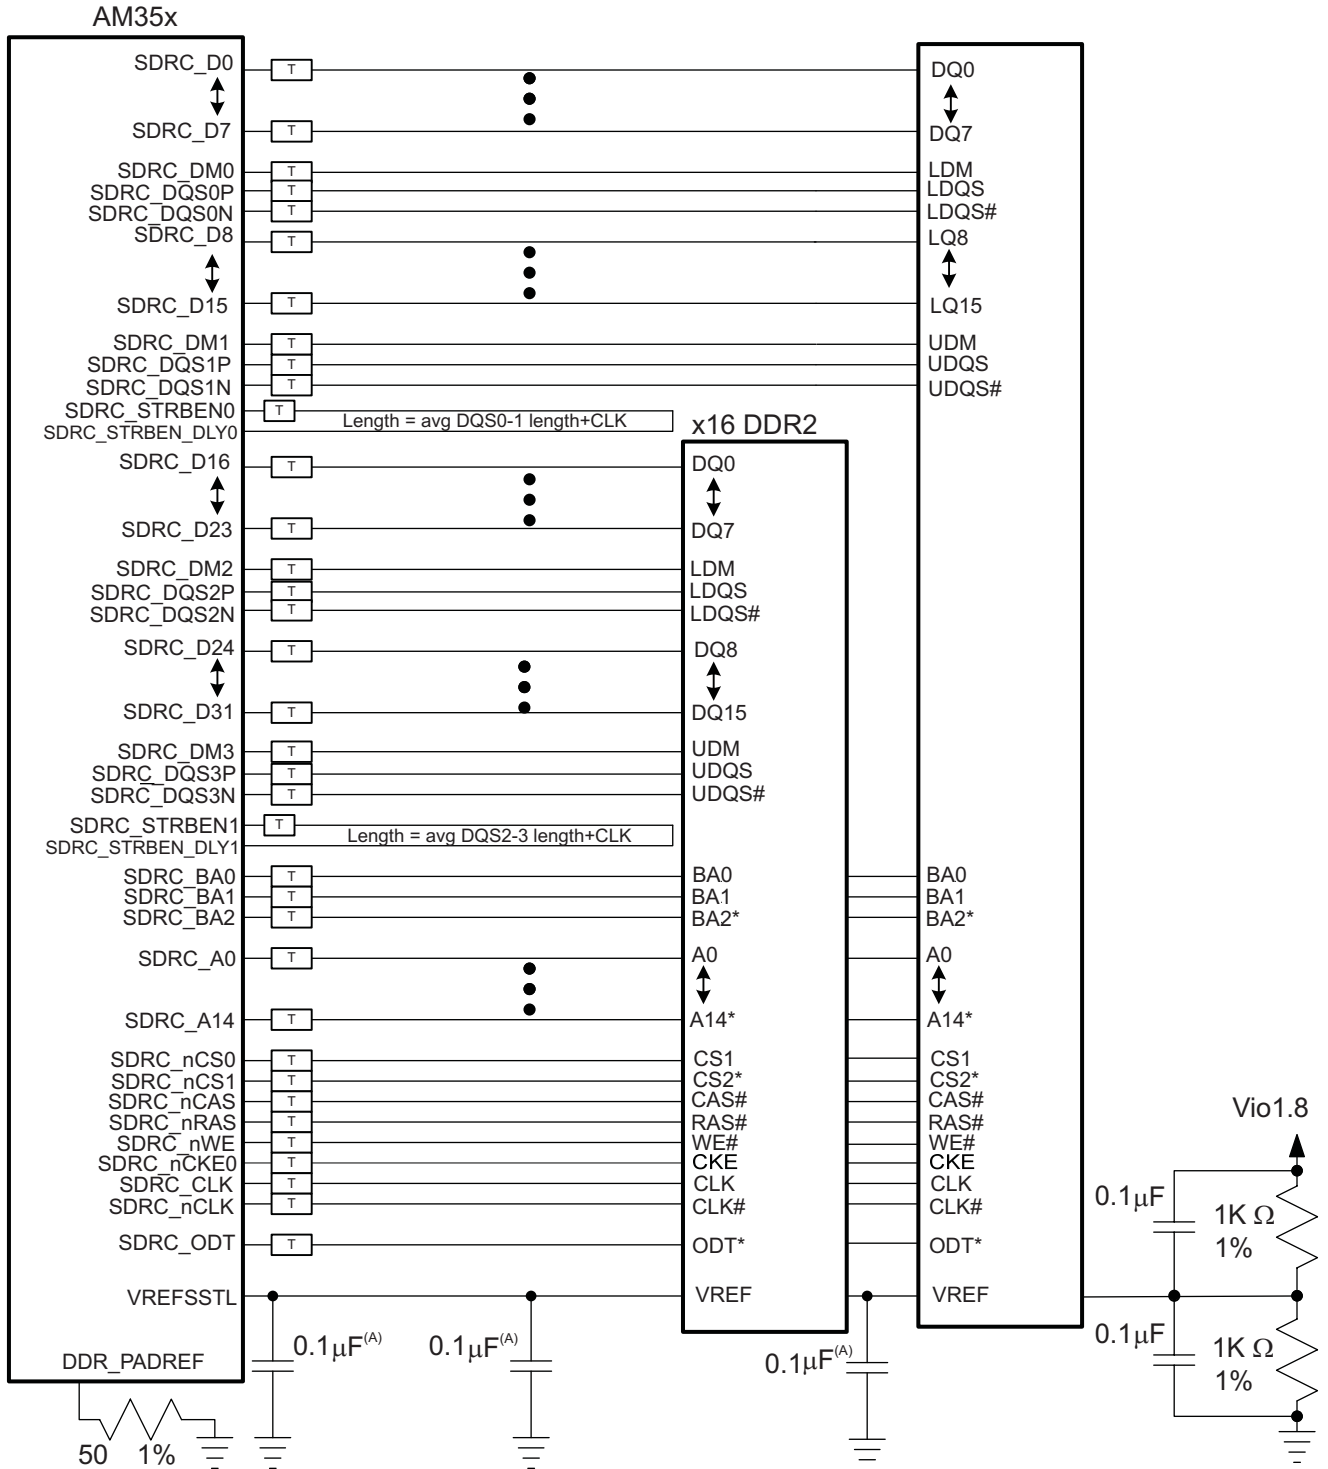 AM35x
SDRC_D0 T DQ0
SDRC_D7 T DQ7
SDRC_DM0 T LDM
SDRC_DQS0P T LDQS
SDRC_DQS0N T LDQS#
SDRC_D8 T LQ8
SDRC_D15 T LQ15
SDRC_DM1 T UDM
SDRC_DQS1P T UDQS
SDRC_DQS1N T UDQS#
SDRC_STRBEN0 T
Length = avg DQS0-1 length+CLK
SDRC_STRBEN_DLY0
x16 DDR2
SDRC_D16 T DQ0
SDRC_D23 T DQ7
SDRC_DM2 T LDM
SDRC_DQS2P T LDQS
SDRC_DQS2N T LDQS#
SDRC_D24 T DQ8
SDRC_D31 T DQ15
SDRC_DM3 T UDM
SDRC_DQS3P T UDQS
SDRC_DQS3N T UDQS#
SDRC_STRBEN1 T
Length = avg DQS2-3 length+CLK
SDRC_STRBEN_DLY1
SDRC_BA0 T BA0 BA0
SDRC_BA1 T BA1 BA1
SDRC_BA2 T BA2* BA2*
SDRC_A0 T A0 A0
SDRC_A14 T A14* A14*
SDRC_nCS0 T CS1 CS1
SDRC_nCS1 T CS2* CS2*
SDRC_nCAS T CAS# CAS#
SDRC_nRAS T RAS# RAS#
SDRC_nWE T WE# WE#
SDRC_nCKE0 T CKE CKE
SDRC_CLK T CLK CLK
SDRC_nCLK T CLK# CLK#
SDRC_ODT T ODT* ODT*
VREFSSTL VREF VREF
Vio1.8
0.1µF
1K Ω
1%
0.1µF
1K Ω
1%
0.1µF(A)
0.1µF(A)
0.1µF(A)
DDR_PADREF
50 1%